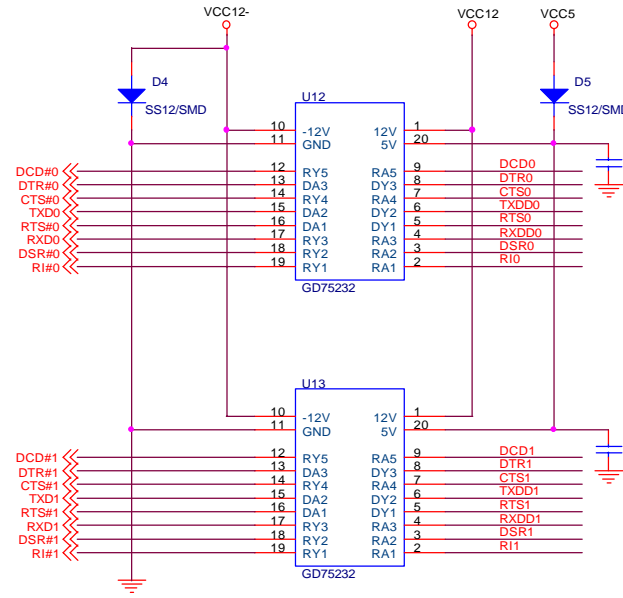 VCC12-
VCC12
VCC5
D4
SS12/SMD
D5
SS12/SMD
U12
10 -12V 12V 1
11 GND 5V 20
DCD#0 12 RY5 RA5 9 DCD0
DTR#0 13 DA3 DY3 8 DTR0
CTS#0 14 RY4 RA4 7 CTS0
TXD0 15 DA2 DY2 6 TXDD0
RTS#0 16 DA1 DY1 5 RTS0
RXD0 17 RY3 RA3 4 RXDD0
DSR#0 18 RY2 RA2 3 DSR0
RI#0 19 RY1 RA1 2 RI0
GD75232
U13
10 -12V 12V 1
11 GND 5V 20
DCD#1 12 RY5 RA5 9 DCD1
DTR#1 13 DA3 DY3 8 DTR1
CTS#1 14 RY4 RA4 7 CTS1
TXD1 15 DA2 DY2 6 TXDD1
RTS#1 16 DA1 DY1 5 RTS1
RXD1 17 RY3 RA3 4 RXDD1
DSR#1 18 RY2 RA2 3 DSR1
RI#1 19 RY1 RA1 2 RI1
GD75232